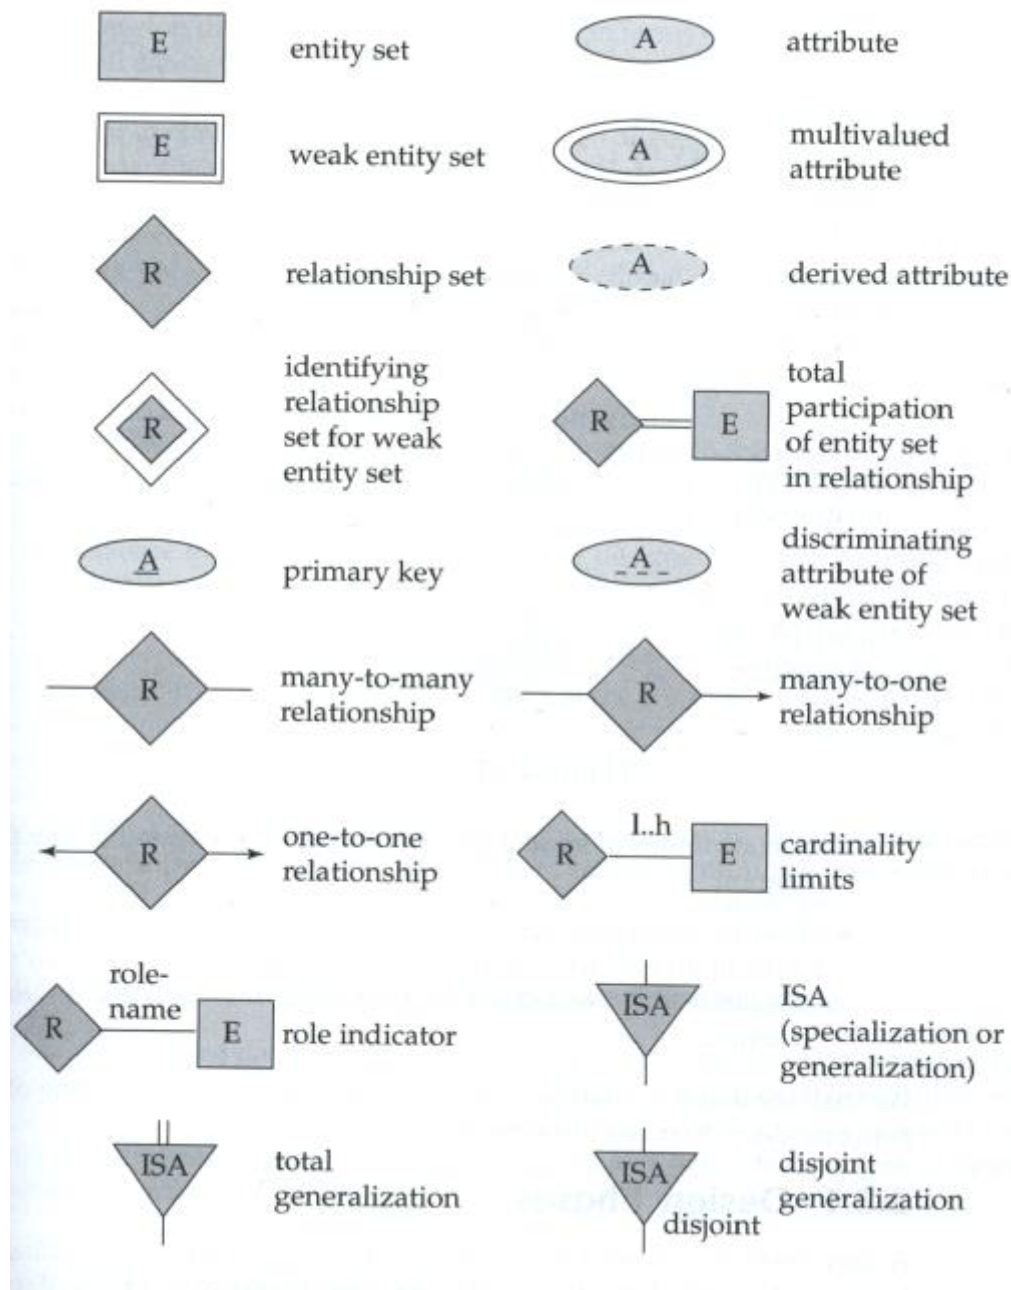 E
entity set
A
attribute
E
weak entity set
A
multivalued
attribute
R
relationship set
A
derived attribute
R
identifying
relationship
set for weak
entity set
R
E
total
participation
of entity set
in relationship
A
primary key
A
discriminating
attribute of
weak entity set
R
many-to-many
relationship
R
many-to-one
relationship
R
one-to-one
relationship
R
l..h
E
cardinality
limits
R
role-
name
E
role indicator
ISA
ISA
(specialization or
generalization)
ISA
total
generalization
ISA
disjoint
disjoint
generalization